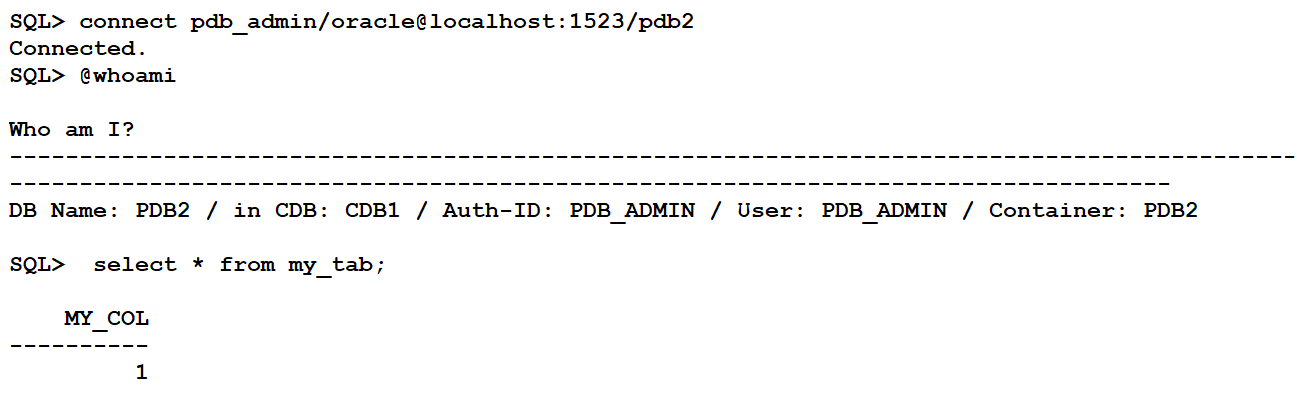 SQL> connect pdb_admin/oracle@localhost:1523/pdb2
Connected.
SQL> @whoami
Who am I?
--------------------------------------------------------------------------------------------
-----------------------------------------------------------------------------------
DB Name: PDB2 / in CDB: CDB1 / Auth-ID: PDB_ADMIN / User: PDB_ADMIN / Container: PDB2
SQL>  select * from my_tab;
    MY_COL
----------
         1